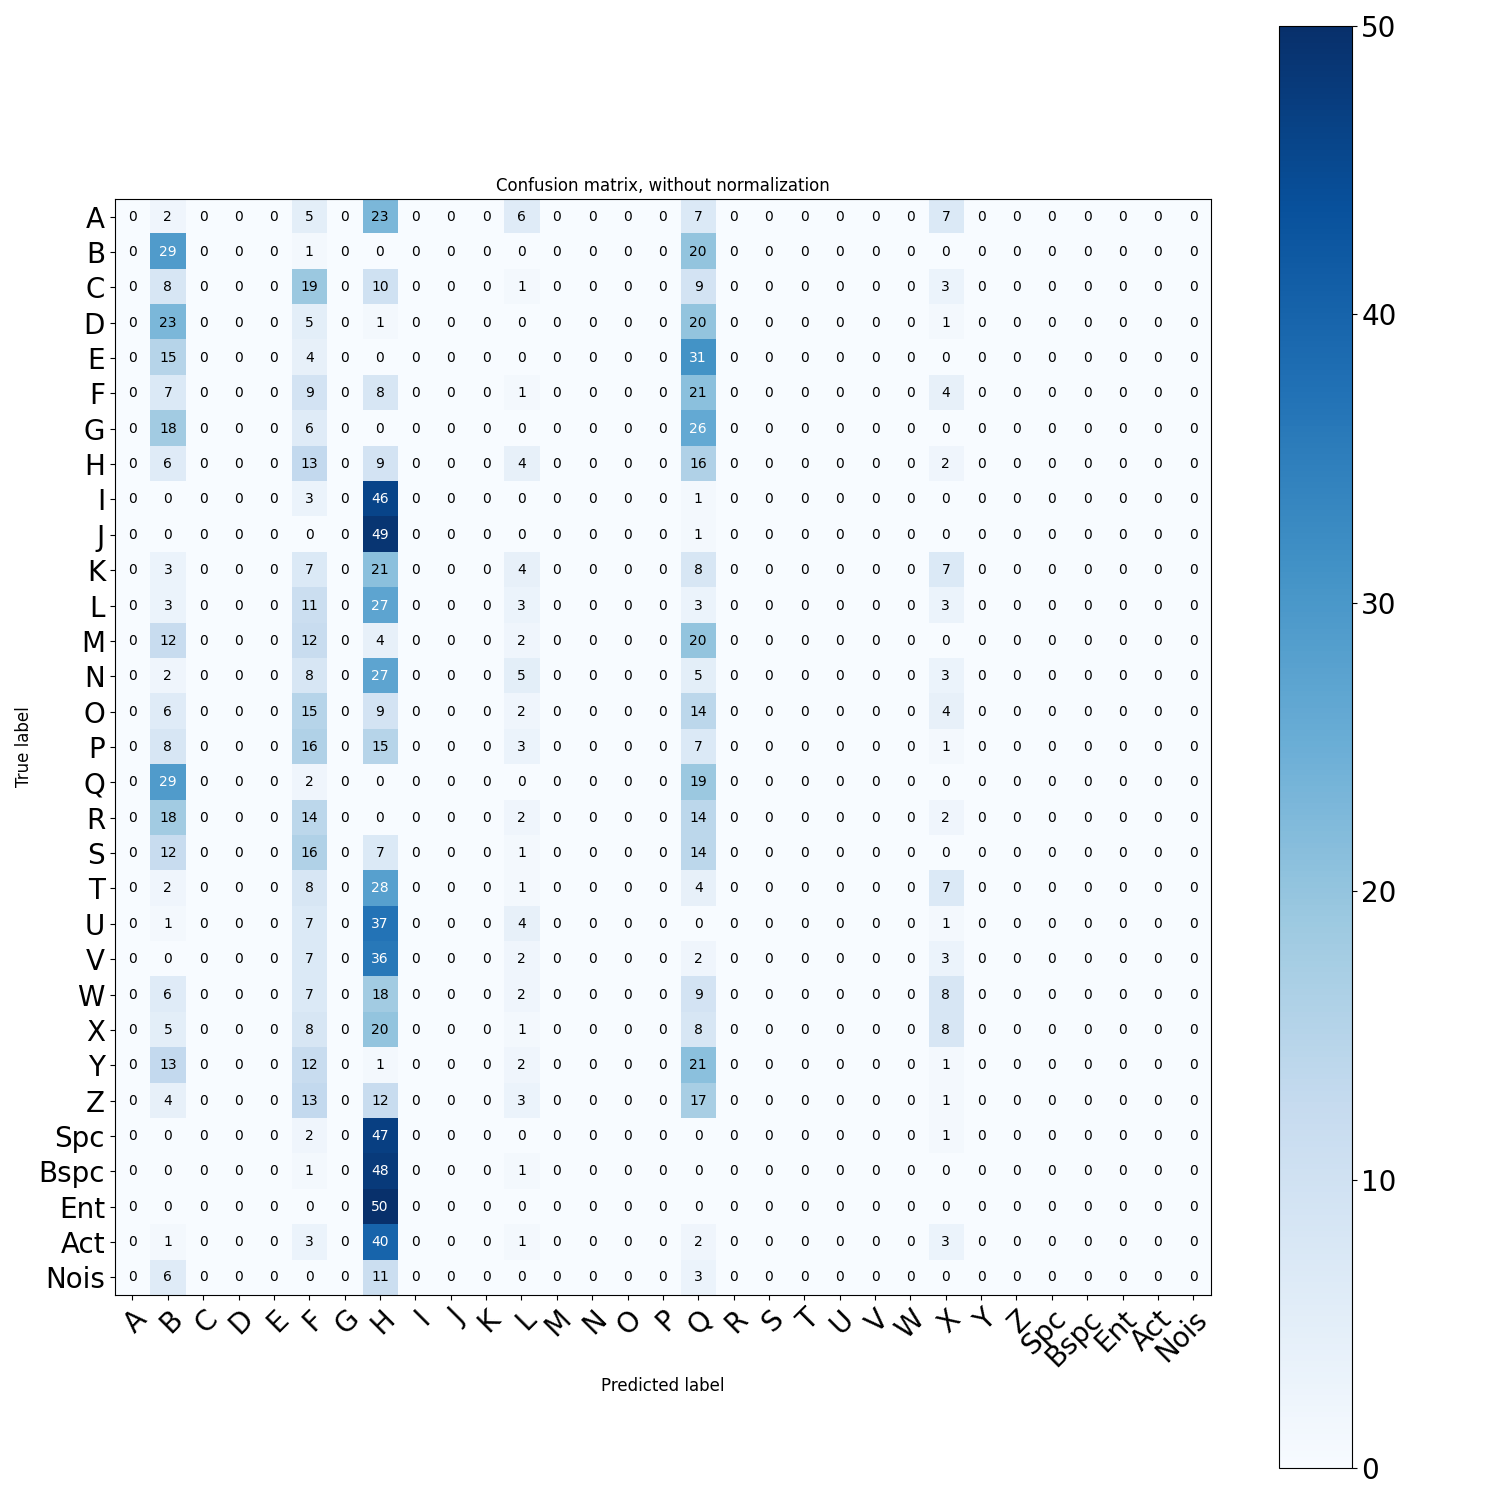 Confusion matrix, without normalization
A 0 2 0 0 0 5 0 23 0 0 0 6 0 0 0 0 7 0 0 0 0 0 0 7 0 0 0 0 0 0 0
B 0 29 0 0 0 1 0 0 0 0 0 0 0 0 0 0 20 0 0 0 0 0 0 0 0 0 0 0 0 0 0
C 0 8 0 0 0 19 0 10 0 0 0 1 0 0 0 0 9 0 0 0 0 0 0 3 0 0 0 0 0 0 0
D 0 23 0 0 0 5 0 1 0 0 0 0 0 0 0 0 20 0 0 0 0 0 0 1 0 0 0 0 0 0 0
E 0 15 0 0 0 4 0 0 0 0 0 0 0 0 0 0 31 0 0 0 0 0 0 0 0 0 0 0 0 0 0
F 0 7 0 0 0 9 0 8 0 0 0 1 0 0 0 0 21 0 0 0 0 0 0 4 0 0 0 0 0 0 0
G 0 18 0 0 0 6 0 0 0 0 0 0 0 0 0 0 26 0 0 0 0 0 0 0 0 0 0 0 0 0 0
H 0 6 0 0 0 13 0 9 0 0 0 4 0 0 0 0 16 0 0 0 0 0 0 2 0 0 0 0 0 0 0
I 0 0 0 0 0 3 0 46 0 0 0 0 0 0 0 0 1 0 0 0 0 0 0 0 0 0 0 0 0 0 0
J 0 0 0 0 0 0 0 49 0 0 0 0 0 0 0 0 1 0 0 0 0 0 0 0 0 0 0 0 0 0 0
K 0 3 0 0 0 7 0 21 0 0 0 4 0 0 0 0 8 0 0 0 0 0 0 7 0 0 0 0 0 0 0
L 0 3 0 0 0 11 0 27 0 0 0 3 0 0 0 0 3 0 0 0 0 0 0 3 0 0 0 0 0 0 0
M 0 12 0 0 0 12 0 4 0 0 0 2 0 0 0 0 20 0 0 0 0 0 0 0 0 0 0 0 0 0 0
N 0 2 0 0 0 8 0 27 0 0 0 5 0 0 0 0 5 0 0 0 0 0 0 3 0 0 0 0 0 0 0
O 0 6 0 0 0 15 0 9 0 0 0 2 0 0 0 0 14 0 0 0 0 0 0 4 0 0 0 0 0 0 0
P 0 8 0 0 0 16 0 15 0 0 0 3 0 0 0 0 7 0 0 0 0 0 0 1 0 0 0 0 0 0 0
Q 0 29 0 0 0 2 0 0 0 0 0 0 0 0 0 0 19 0 0 0 0 0 0 0 0 0 0 0 0 0 0
R 0 18 0 0 0 14 0 0 0 0 0 2 0 0 0 0 14 0 0 0 0 0 0 2 0 0 0 0 0 0 0
S 0 12 0 0 0 16 0 7 0 0 0 1 0 0 0 0 14 0 0 0 0 0 0 0 0 0 0 0 0 0 0
T 0 2 0 0 0 8 0 28 0 0 0 1 0 0 0 0 4 0 0 0 0 0 0 7 0 0 0 0 0 0 0
U 0 1 0 0 0 7 0 37 0 0 0 4 0 0 0 0 0 0 0 0 0 0 0 1 0 0 0 0 0 0 0
V 0 0 0 0 0 7 0 36 0 0 0 2 0 0 0 0 2 0 0 0 0 0 0 3 0 0 0 0 0 0 0
W 0 6 0 0 0 7 0 18 0 0 0 2 0 0 0 0 9 0 0 0 0 0 0 8 0 0 0 0 0 0 0
X 0 5 0 0 0 8 0 20 0 0 0 1 0 0 0 0 8 0 0 0 0 0 0 8 0 0 0 0 0 0 0
Y 0 13 0 0 0 12 0 1 0 0 0 2 0 0 0 0 21 0 0 0 0 0 0 1 0 0 0 0 0 0 0
Z 0 4 0 0 0 13 0 12 0 0 0 3 0 0 0 0 17 0 0 0 0 0 0 1 0 0 0 0 0 0 0
Spc 0 0 0 0 0 2 0 47 0 0 0 0 0 0 0 0 0 0 0 0 0 0 0 1 0 0 0 0 0 0 0
Bspc 0 0 0 0 0 1 0 48 0 0 0 1 0 0 0 0 0 0 0 0 0 0 0 0 0 0 0 0 0 0 0
Ent 0 0 0 0 0 0 0 50 0 0 0 0 0 0 0 0 0 0 0 0 0 0 0 0 0 0 0 0 0 0 0
Act 0 1 0 0 0 3 0 40 0 0 0 1 0 0 0 0 2 0 0 0 0 0 0 3 0 0 0 0 0 0 0
Nois 0 6 0 0 0 0 0 11 0 0 0 0 0 0 0 0 3 0 0 0 0 0 0 0 0 0 0 0 0 0 0
A B C D E F G H I J K L M N O P Q R S T U V W X Y Z Spc Bspc Ent Act Nois
Predicted label
True label
50
40
30
20
10
0